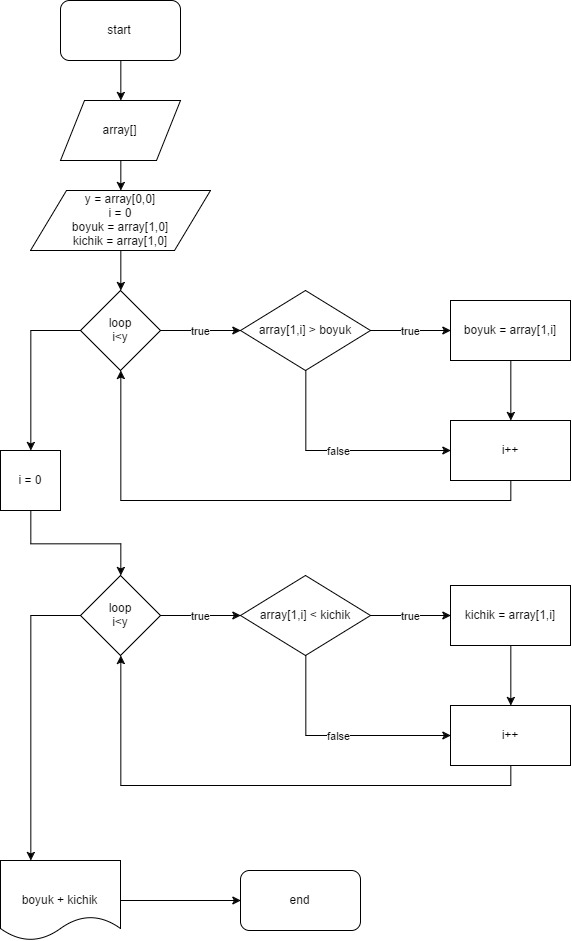 start
array[]
y = array[0,0]
i = 0
boyuk = array[1,0]
kichik = array[1,0]
loop
i<y
true
array[1,i] > boyuk
true
boyuk = array[1,i]
false
i++
i = 0
loop
i<y
true
array[1,i] < kichik
true
kichik = array[1,i]
false
i++
boyuk + kichik
end